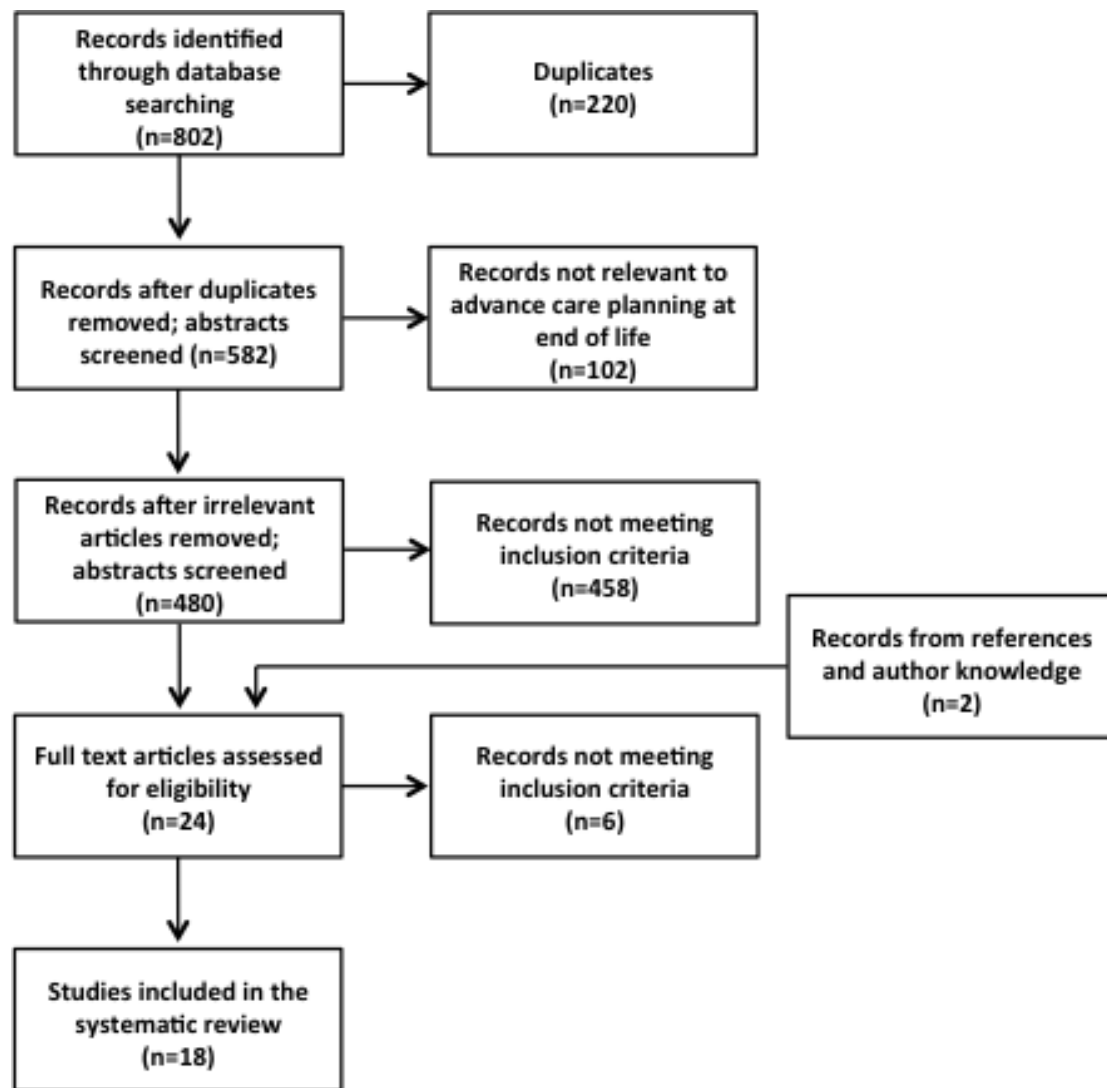 Records identified
through database
searching
(n=802)
Duplicates
(n=220)
Records after duplicates
removed; abstracts
screened (n=582)
Records not relevant to
advance care planning at
end of life
(n=102)
Records after irrelevant
articles removed;
abstracts screened
(n=480)
Records not meeting
inclusion criteria
(n=458)
Records from references
and author knowledge
(n=2)
Full text articles assessed
for eligibility
(n=24)
Records not meeting
inclusion criteria
(n=6)
Studies included in the
systematic review
(n=18)